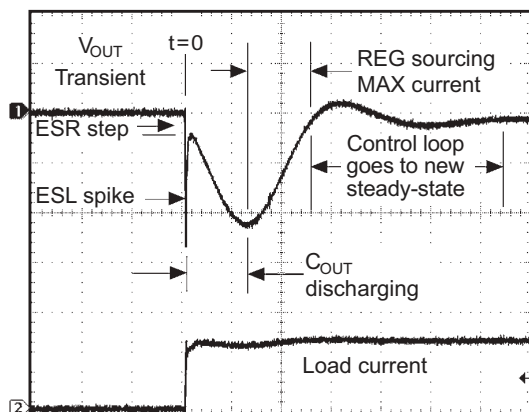 V_OUT
Transient
t=0
REG sourcing
MAX current
1
ESR step
Control loop
goes to new
steady-state
ESL spike
C_OUT
discharging
Load current
2